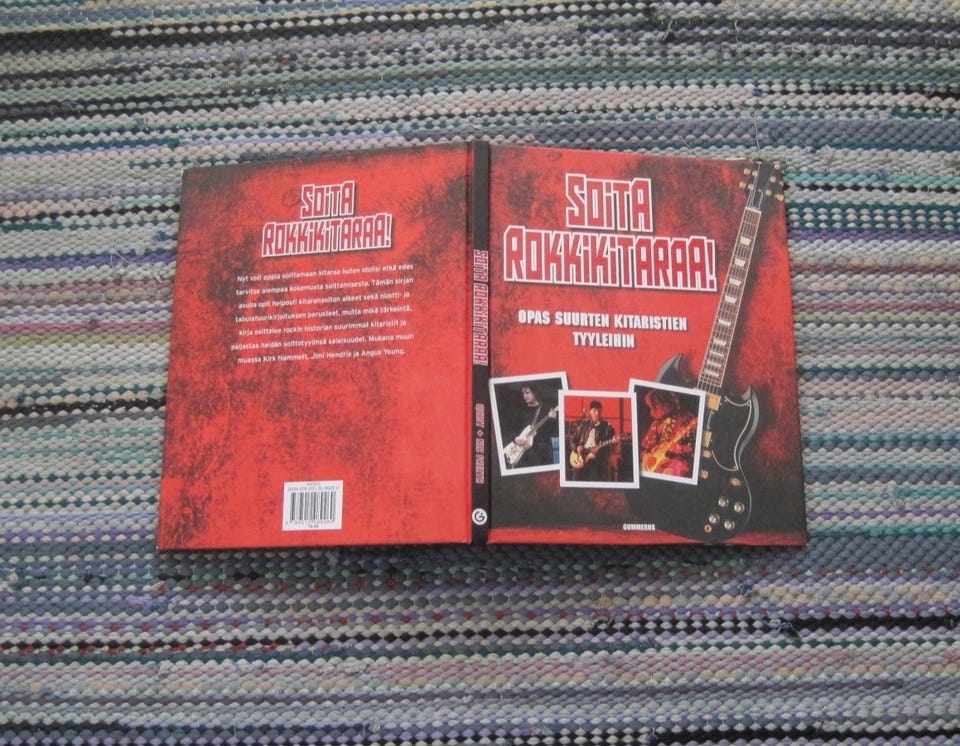 SOITA
ROKKIKITARAA!
Nyt voit oppia soittamaan kitaraa kuten idolisi etkä edes
tarvitse aiempaa kokemusta soittamisesta. Tämän kirjan
avulla opit helposti kitaransoiton alkeet sekä nuotti- ja
tabulatuurikirjoituksen perusteet, mutta mikä tärkeintä,
kirja esittelee rockin historian suurimmat kitaristit ja
paljastaa heidän soittotyylinsä salaisuudet. Mukana muun
muassa Kirk Hammett, Jimi Hendrix ja Angus Young.
SOITA ROKKIKITARAA!
SOITA
ROKKIKITARAA!
OPAS SUURTEN KITARISTIEN
TYYLEIHIN
GUMMERUS